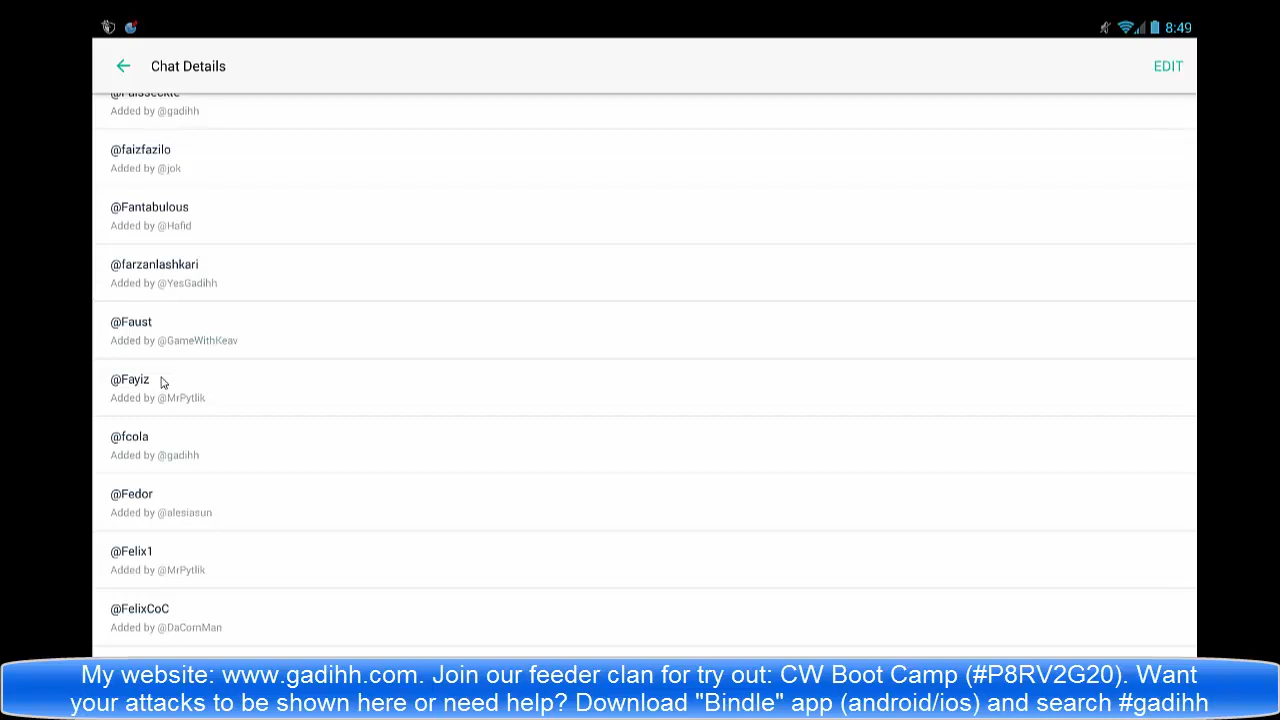 8:49
Chat Details
EDIT
Added by @gadihh
@faizfazilo
Added by @jok
@Fantabulous
Added by @Hafid
@farzanlashkari
Added by @YesGadihh
@Faust
Added by @GameWithKeav
@Fayiz
Added by @MrPytlik
@fcola
Added by @gadihh
@Fedor
Added by @alesiasun
@Felix1
Added by @MrPytlik
@FelixCoC
Added by @DaCornMan
My website: www.gadihh.com. Join our feeder clan for try out: CW Boot Camp (#P8RV2G20). Want
your attacks to be shown here or need help? Download "Bindle" app (android/ios) and search #gadihh